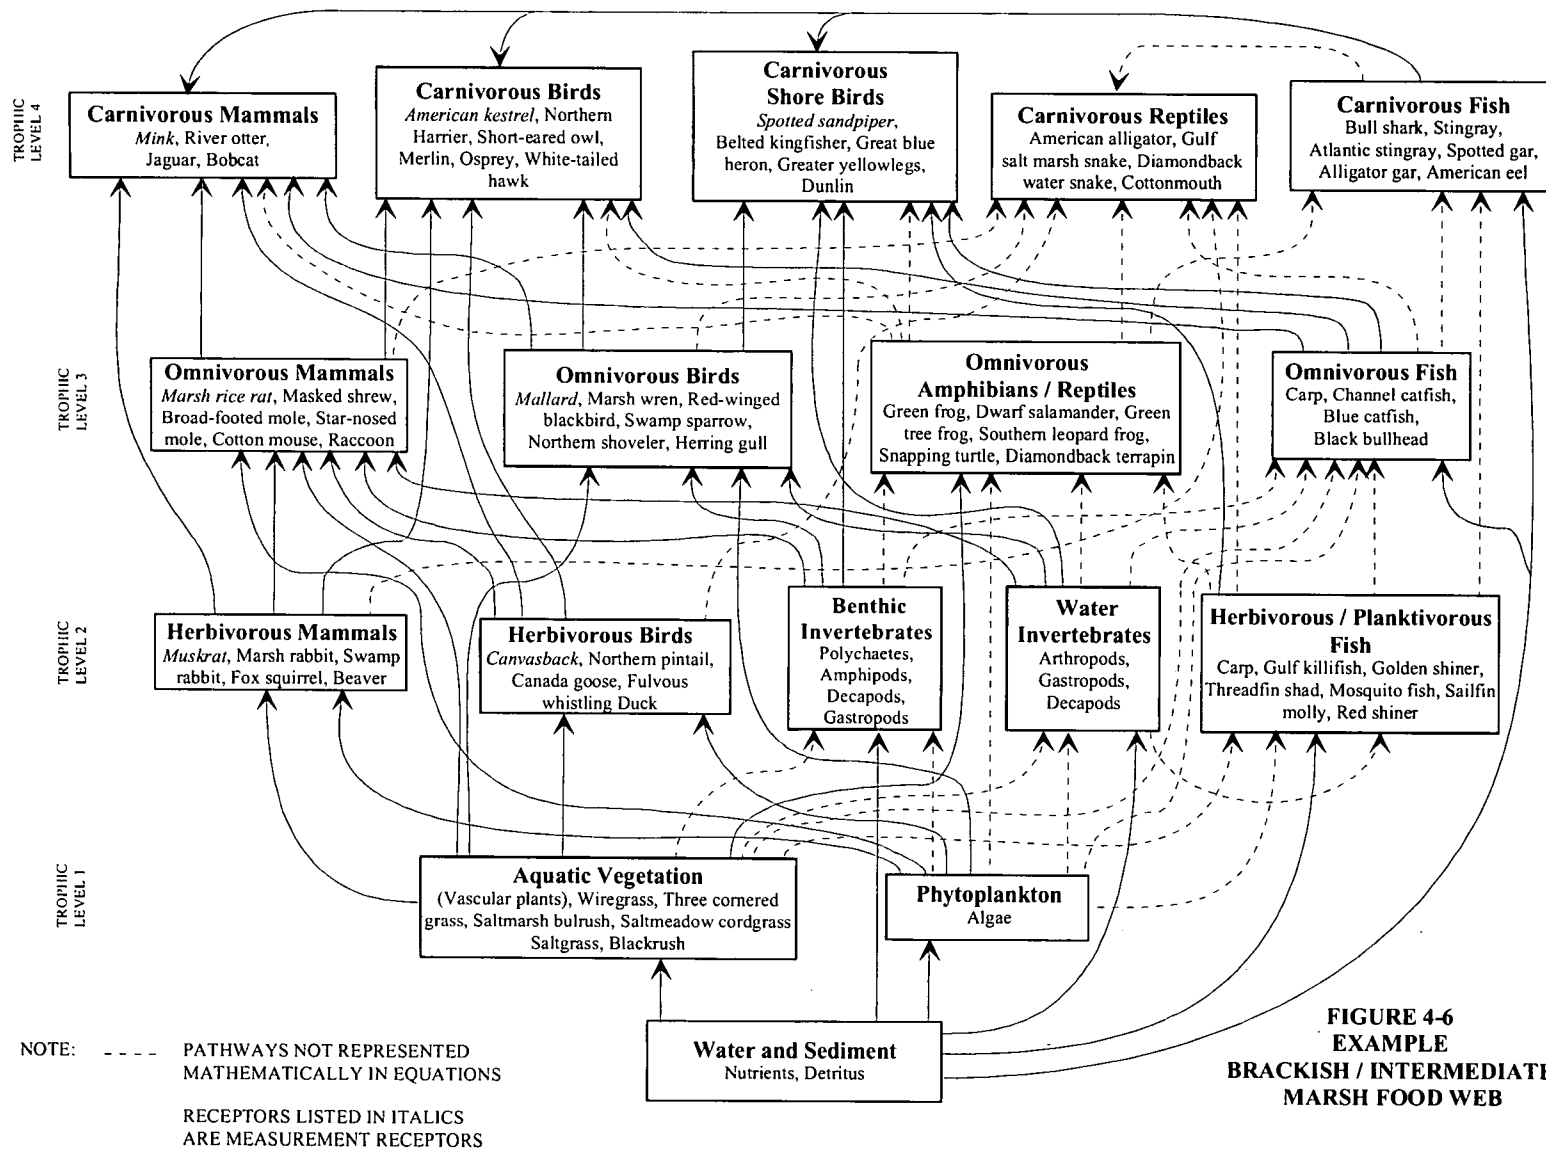 TROPHIC
LEVEL 4
Carnivorous Mammals
Mink, River otter,
Jaguar, Bobcat
Carnivorous Birds
American kestrel, Northern
Harrier, Short-eared owl,
Merlin, Osprey, White-tailed
hawk
Carnivorous
Shore Birds
Spotted sandpiper,
Belted kingfisher, Great blue
heron, Greater yellowlegs,
Dunlin
Carnivorous Reptiles
American alligator, Gulf
salt marsh snake, Diamondback
water snake, Cottonmouth
Carnivorous Fish
Bull shark, Stingray,
Atlantic stingray, Spotted gar,
Alligator gar, American eel
TROPHIC
LEVEL 3
Omnivorous Mammals
Marsh rice rat, Masked shrew,
Broad-footed mole, Star-nosed
mole, Cotton mouse, Raccoon
Omnivorous Birds
Mallard, Marsh wren, Red-winged
blackbird, Swamp sparrow,
Northern shoveler, Herring gull
Omnivorous
Amphibians / Reptiles
Green frog, Dwarf salamander, Green
tree frog, Southern leopard frog,
Snapping turtle, Diamondback terrapin
Omnivorous Fish
Carp, Channel catfish,
Blue catfish,
Black bullhead
TROPHIC
LEVEL 2
Herbivorous Mammals
Muskrat, Marsh rabbit, Swamp
rabbit, Fox squirrel, Beaver
Herbivorous Birds
Canvasback, Northern pintail,
Canada goose, Fulvous
whistling Duck
Benthic
Invertebrates
Polychaetes,
Amphipods,
Decapods,
Gastropods
Water
Invertebrates
Arthropods,
Gastropods,
Decapods
Herbivorous / Planktivorous
Fish
Carp, Gulf killifish, Golden shiner,
Threadfin shad, Mosquito fish, Sailfin
molly, Red shiner
TROPHIC
LEVEL 1
Aquatic Vegetation
(Vascular plants), Wiregrass, Three cornered
grass, Saltmarsh bulrush, Saltmeadow cordgrass
Saltgrass, Blackrush
Phytoplankton
Algae
Water and Sediment
Nutrients, Detritus
NOTE: ---- PATHWAYS NOT REPRESENTED
MATHEMATICALLY IN EQUATIONS
RECEPTORS LISTED IN ITALICS
ARE MEASUREMENT RECEPTORS
FIGURE 4-6
EXAMPLE
BRACKISH / INTERMEDIATE
MARSH FOOD WEB